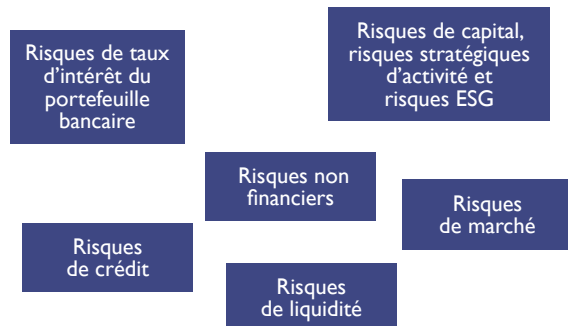 Risques de taux
d’intérêt du
portefeuille
bancaire
Risques de capital,
risques stratégiques
d’activité et
risques ESG
Risques non
financiers
Risques
de marché
Risques
de crédit
Risques
de liquidité